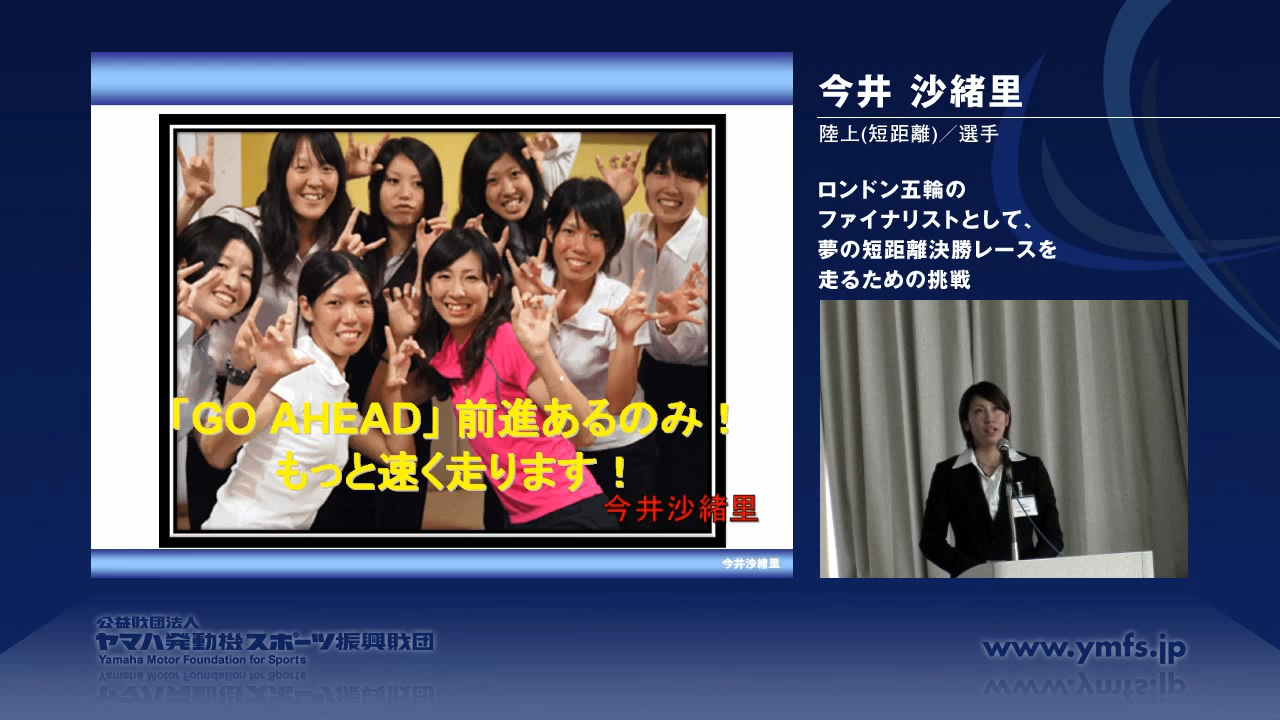 今井 沙緒里
陸上(短距離)／選手
ロンドン五輪の
ファイナリストとして、
夢の短距離決勝レースを
走るための挑戦
「GO AHEAD」 前進あるのみ！
もっと速く走ります！
今井沙緒里
今井沙緒里
公益財団法人
ヤマハ発動機スポーツ振興財団
Yamaha Motor Foundation for Sports
www.ymfs.jp